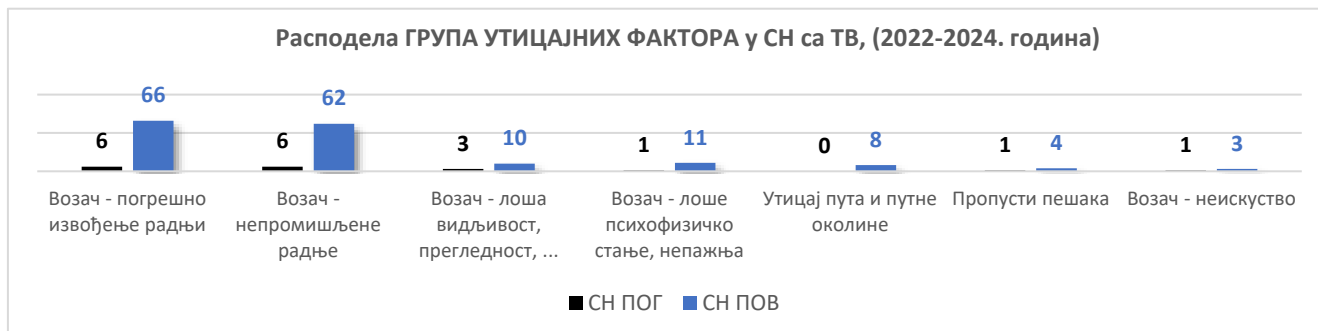 Расподела ГРУПА УТИЦАЈНИХ ФАКТОРА у СН са ТВ, (2022-2024. година)
6 66 6 62 3 10 1 11 0 8 1 4 1 3
Возач - погрешно
извођење радњи
Возач -
непромишљене
радње
Возач - лоша
видљивост,
прегледност, ...
Возач - лоше
психофизичко
стање, непажња
Утицај пута и путне
околине
Пропусти пешака
Возач - неискуство
СН ПОГ СН ПОВ